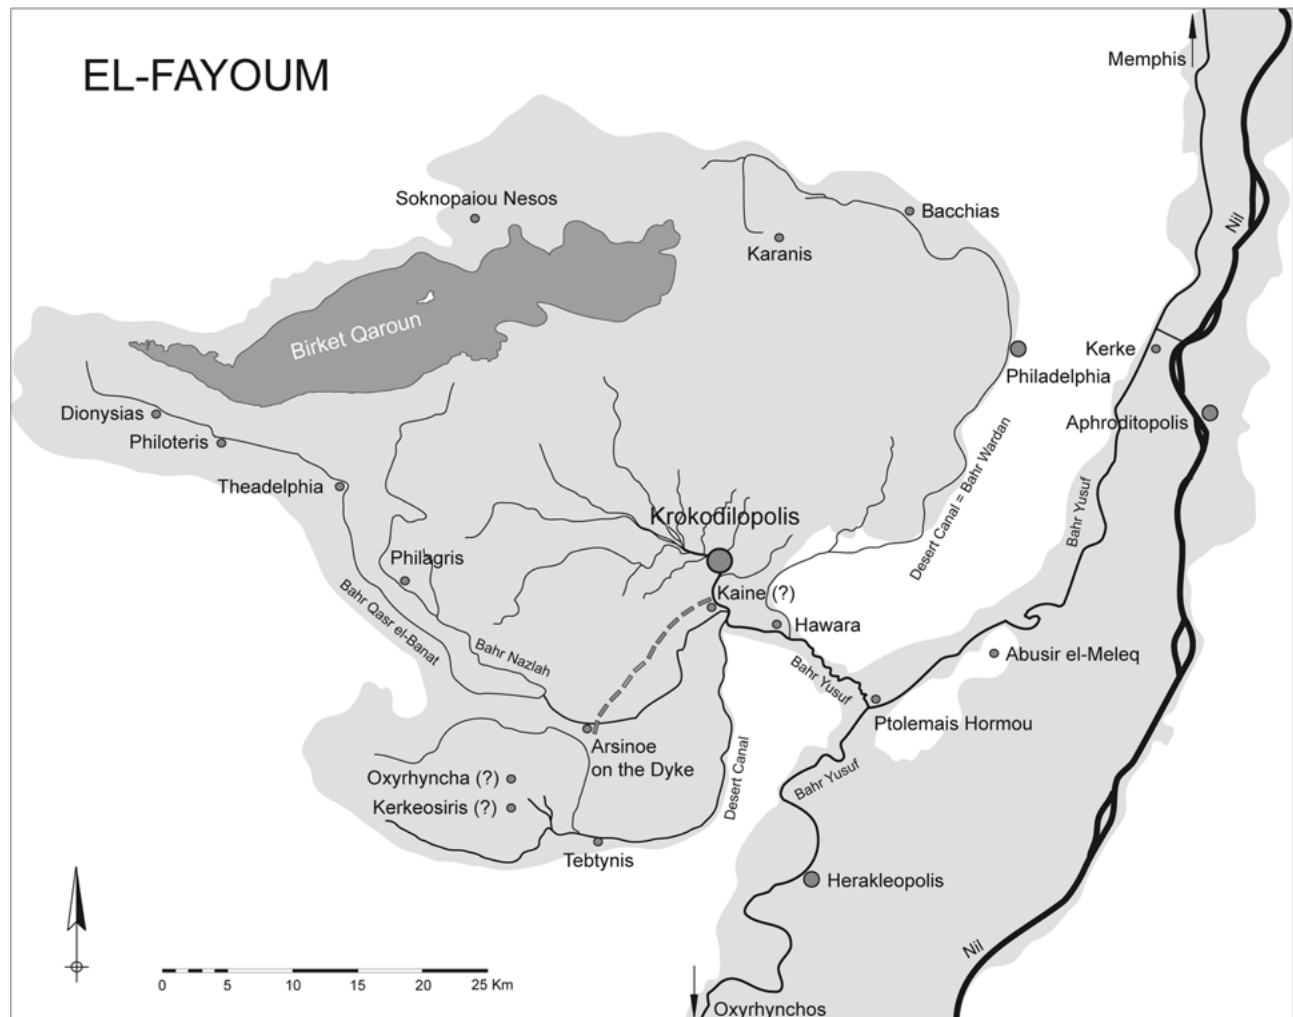 EL-FAYOUM
Memphis
Soknopaiou Nesos
Bacchias
Nil
Karanis
Birket Qaroun
Kerke
Philadelphia
Dionysias
Aphroditopolis
Philoteris
Theadelphia
Desert Canal = Bahr Wardan
Bahr Yusuf
Krokodilopolis
Philagris
Kaine (?)
Bahr Qasr el-Banat
Hawara
Bahr Nazlah
Abusir el-Meleq
Bahr Yusuf
Ptolemais Hormou
Arsinoe
on the Dyke
Desert Canal
Oxyrhyncha (?)
Bahr Yusuf
Kerkeosiris (?)
Tebtynis
Herakleopolis
Nil
0 5 10 15 20 25 Km
Oxyrhynchos